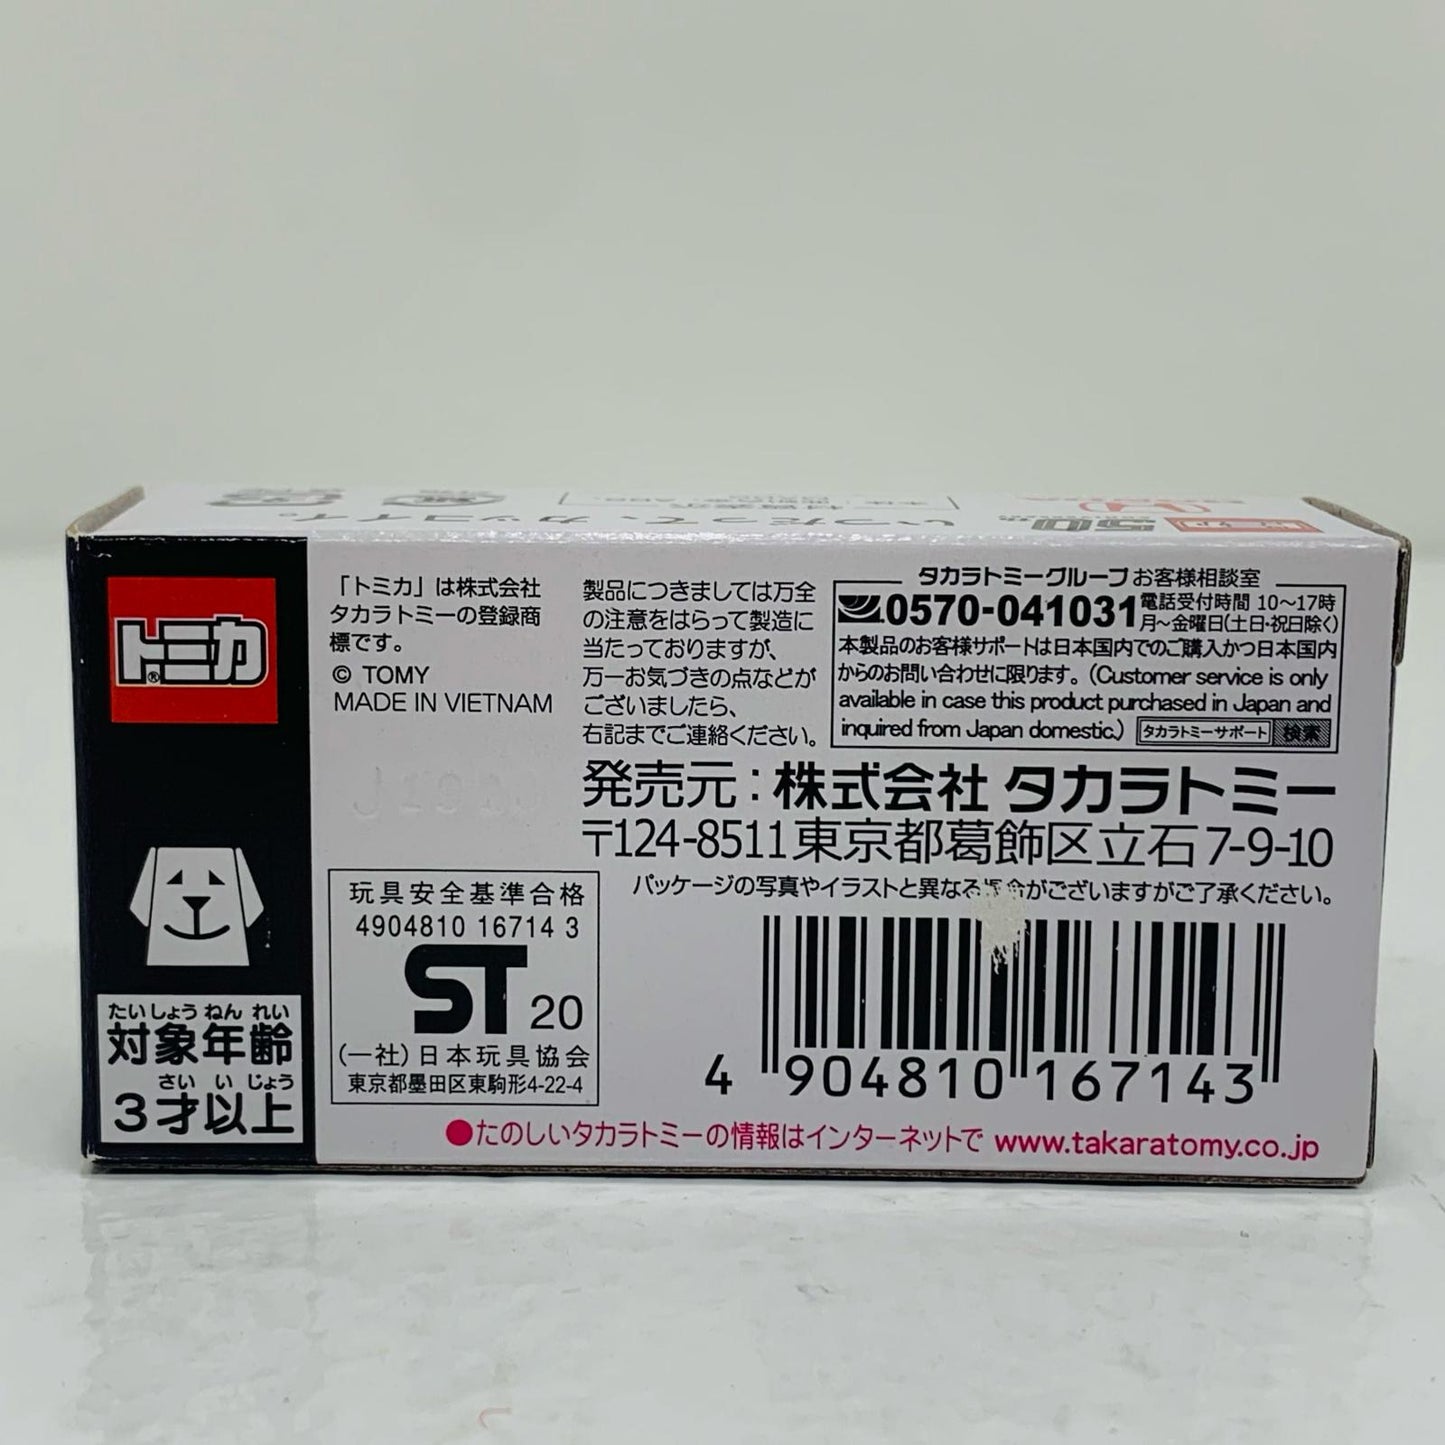 いつだって、カッコイイ。
トミカ
50
トミカ
「トミカ」は株式会社
タカラトミーの登録商
標です。
© TOMY
MADE IN VIETNAM
製品につきましては万全
の注意をはらって製造に
当たっておりますが、
万一お気づきの点などが
ございましたら、
右記までご連絡ください。
タカラトミーグループ お客様相談室
0570-041031 電話受付時間 10〜17時
月〜金曜日(土日・祝日除く)
本製品のお客様サポートは日本国内でのご購入かつ日本国内
からのお問い合わせに限ります。(Customer service is only
available in case this product purchased in Japan and
inquired from Japan domestic.) タカラトミーサポート 検索
発売元：株式会社 タカラトミー
〒124-8511 東京都葛飾区立石 7-9-10
パッケージの写真やイラストと異なる がございますがご了承ください。
玩具安全基準合格
4904810 16714 3
ST 20
(一社)日本玩具協会
東京都墨田区東駒形4-22-4
たいしょう ねん れい
対象年齢
さい い じょう
3才以上
4 904810 167143
●たのしいタカラトミーの情報はインターネットで www.takaratomy.co.jp